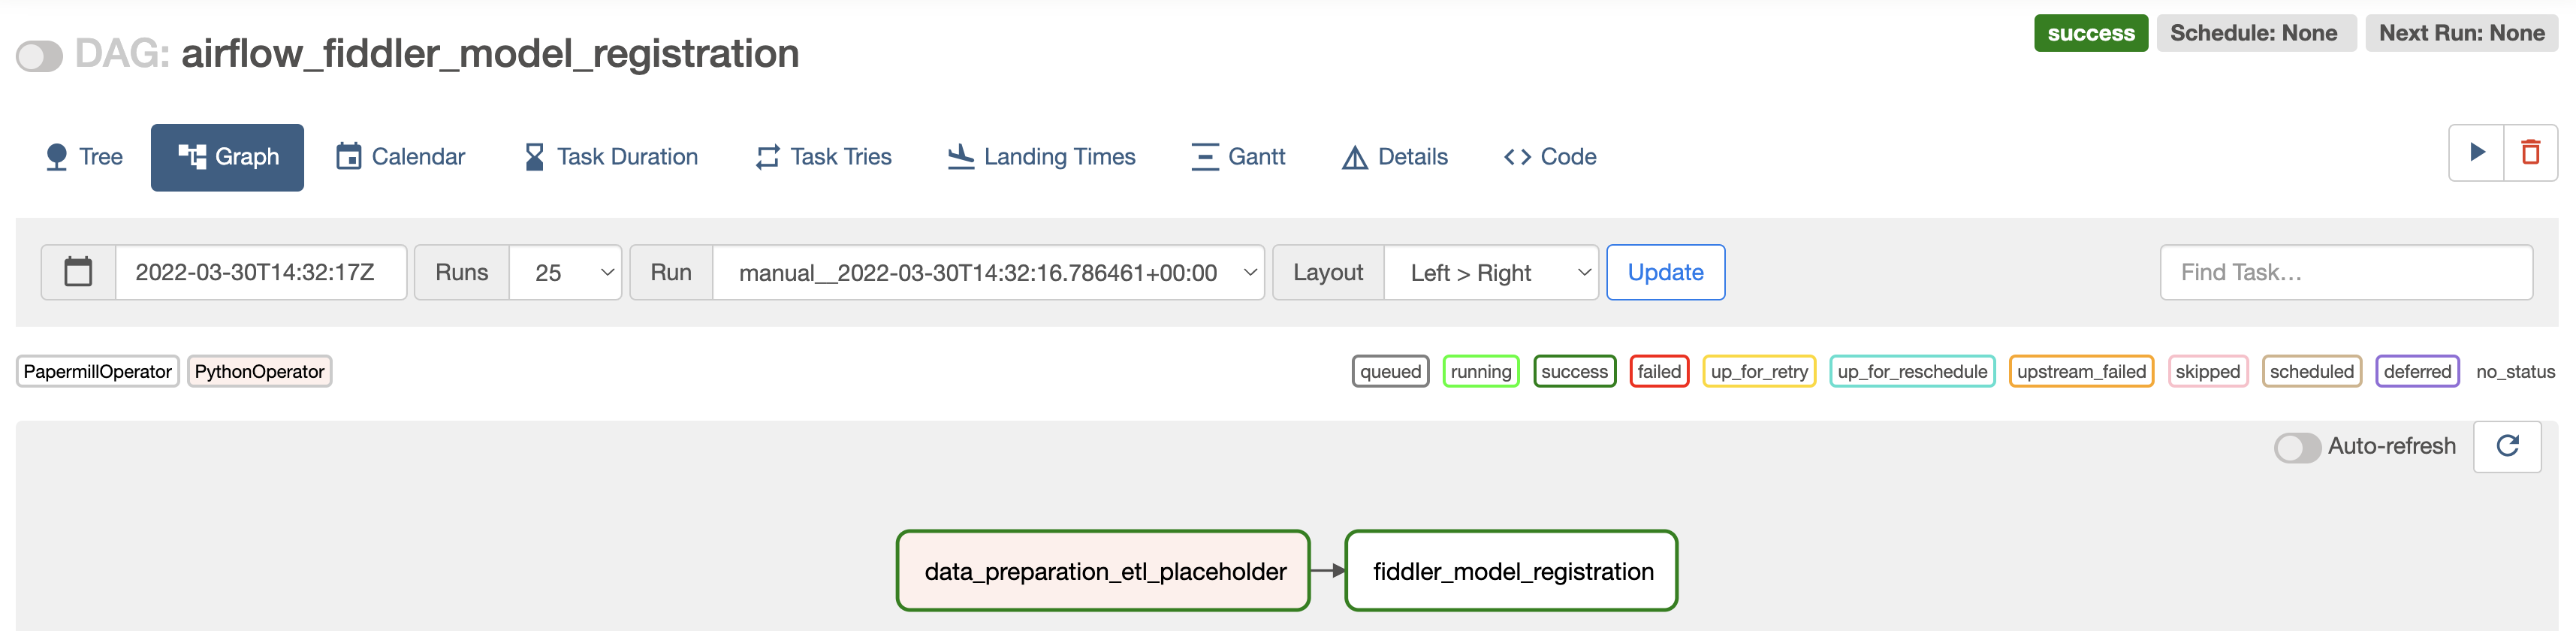 success Schedule: None Next Run: None
DAG: airflow_fiddler_model_registration
Tree Graph Calendar Task Duration Task Tries Landing Times Gantt Details Code
2022-03-30T14:32:17Z Runs 25 Run manual__2022-03-30T14:32:16.786461+00:00 Layout Left > Right Update Find Task...
PapermillOperator PythonOperator queued running success failed up_for_retry up_for_reschedule upstream_failed skipped scheduled deferred no_status
Auto-refresh
data_preparation_etl_placeholder fiddler_model_registration